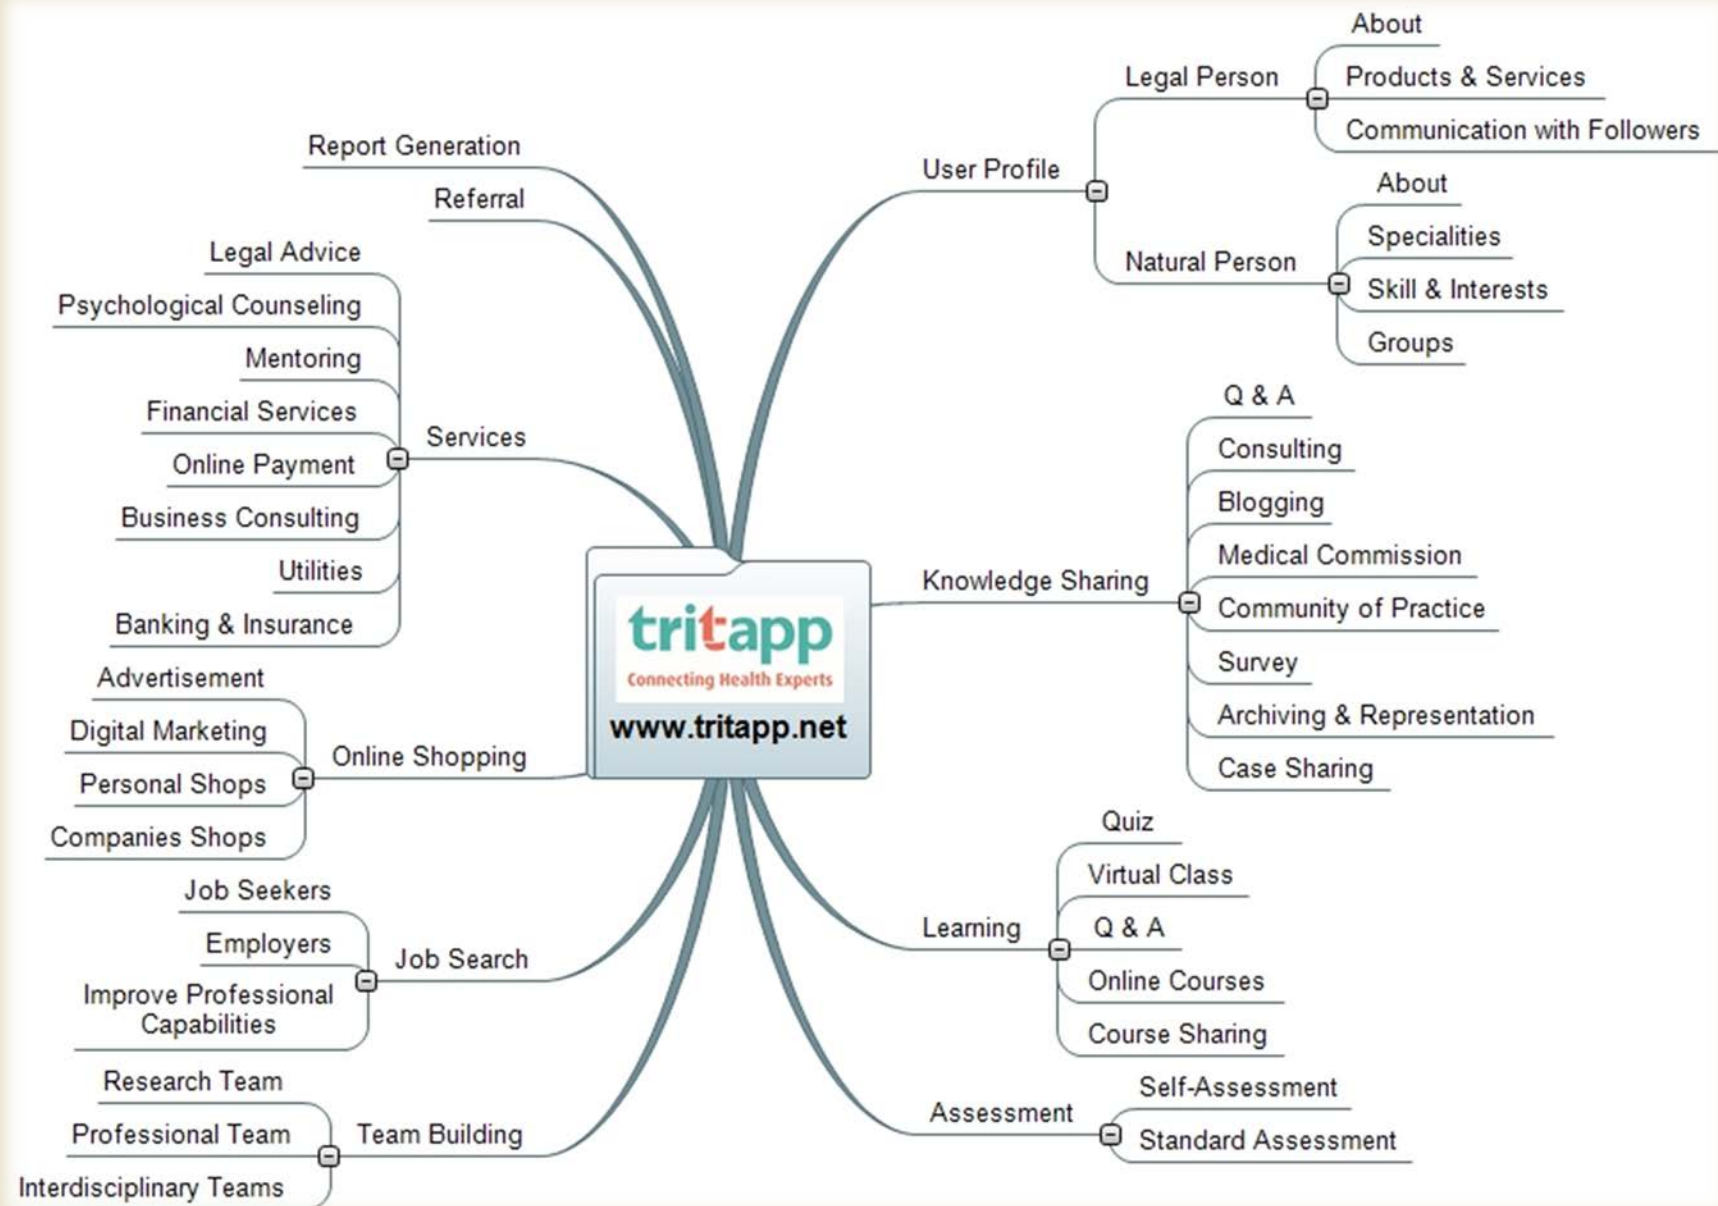 About
Legal Person
Products & Services
Communication with Followers
User Profile
About
Specialities
Natural Person
Skill & Interests
Groups
Q & A
Consulting
Blogging
Medical Commission
Knowledge Sharing
Community of Practice
Survey
Archiving & Representation
Case Sharing
Quiz
Virtual Class
Learning
Q & A
Online Courses
Course Sharing
Self-Assessment
Assessment
Standard Assessment
Report Generation
Referral
Legal Advice
Psychological Counseling
Mentoring
Financial Services
Services
Online Payment
Business Consulting
Utilities
Banking & Insurance
Advertisement
Digital Marketing
Online Shopping
Personal Shops
Companies Shops
Job Seekers
Employers
Job Search
Improve Professional
Capabilities
Research Team
Professional Team
Team Building
Interdisciplinary Teams
tritapp
Connecting Health Experts
www.tritapp.net